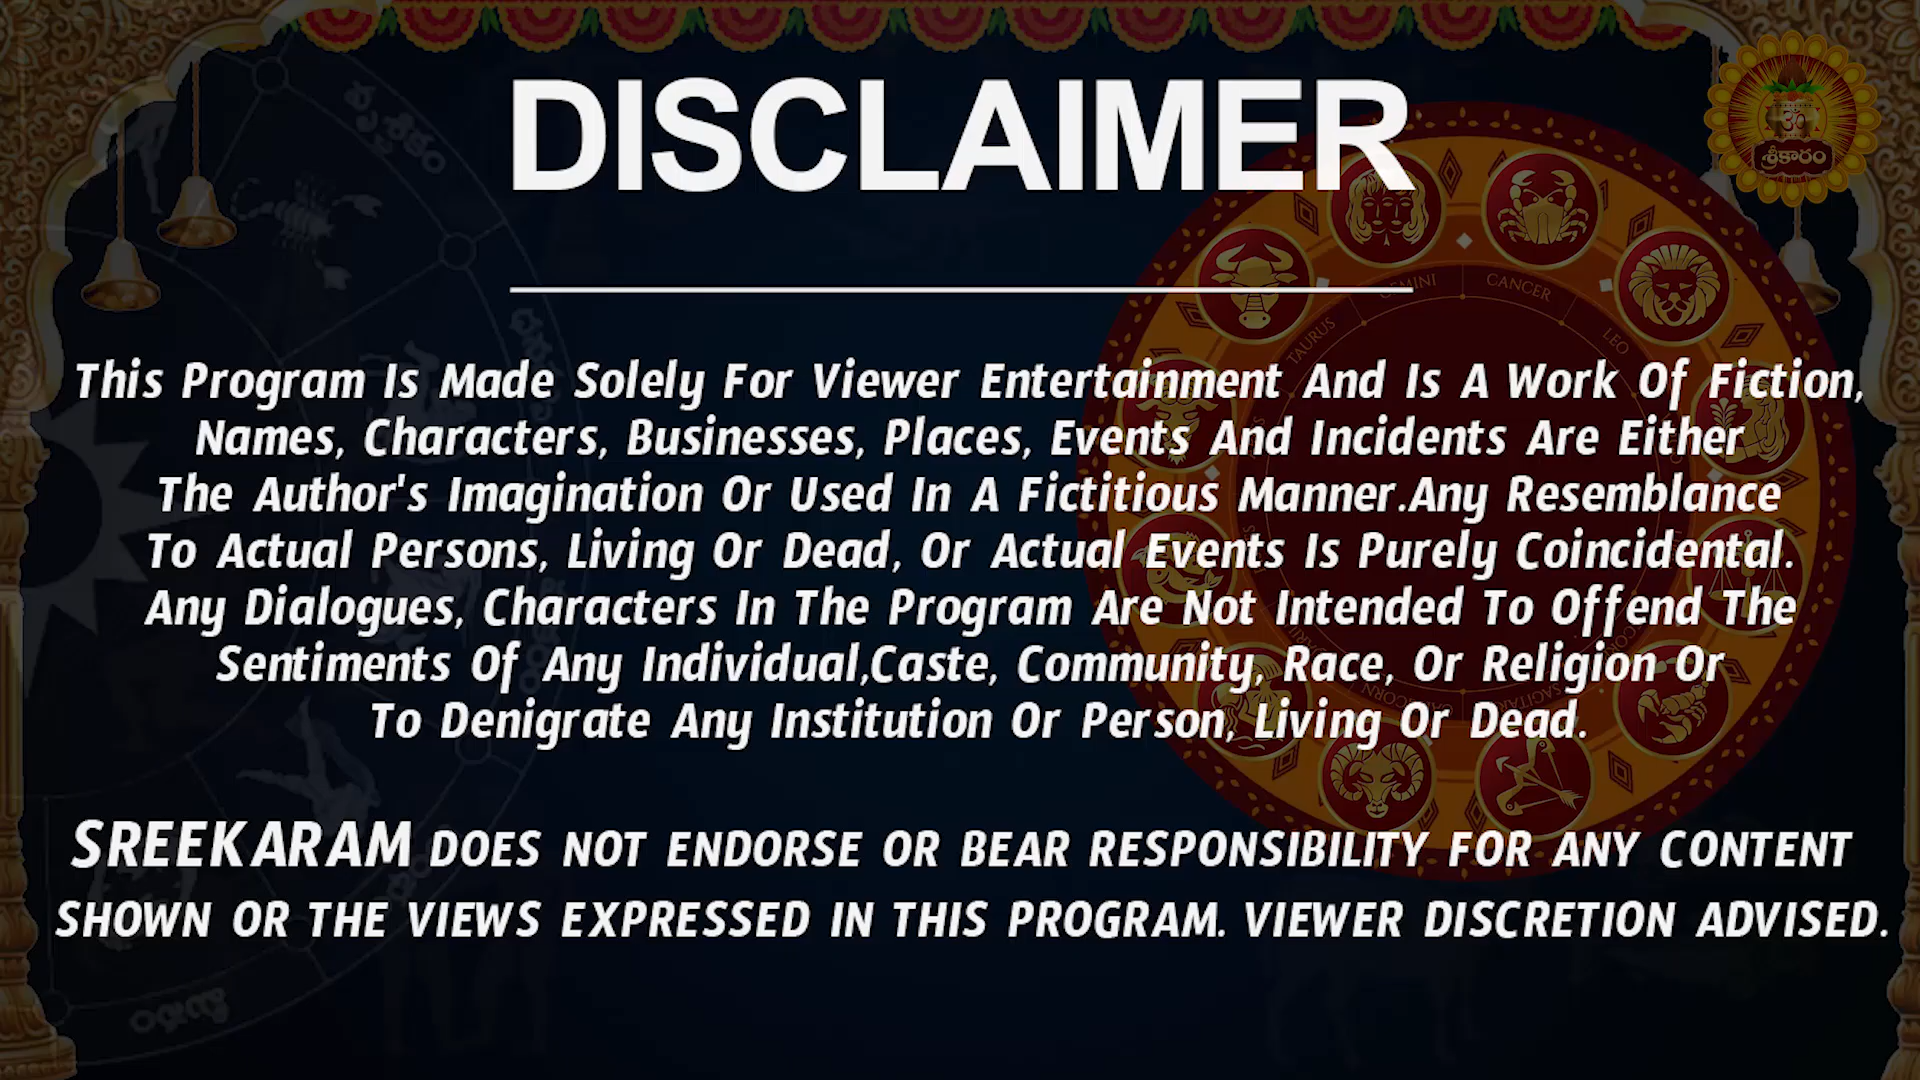 DISCLAIMER
శ్రీకారం
వృశ్చికం
GEMINI
CANCER
TAURUS
LEO
This Program Is Made Solely For Viewer Entertainment And Is A Work Of Fiction,
Names, Characters, Businesses, Places, Events And Incidents Are Either
The Author's Imagination Or Used In A Fictitious Manner.Any Resemblance
To Actual Persons, Living Or Dead, Or Actual Events Is Purely Coincidental.
Any Dialogues, Characters In The Program Are Not Intended To Offend The
Sentiments Of Any Individual,Caste, Community, Race, Or Religion Or
To Denigrate Any Institution Or Person, Living Or Dead.
SREEKARAM DOES NOT ENDORSE OR BEAR RESPONSIBILITY FOR ANY CONTENT
SHOWN OR THE VIEWS EXPRESSED IN THIS PROGRAM. VIEWER DISCRETION ADVISED.